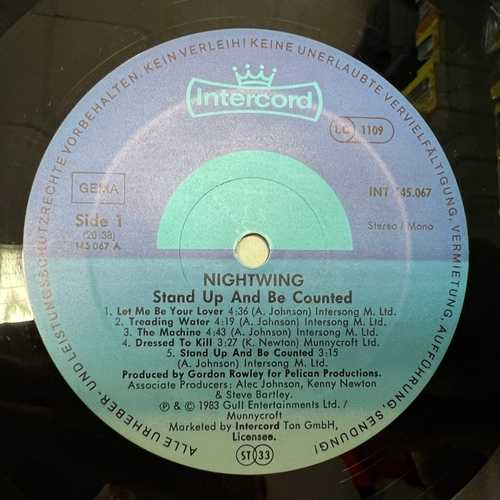 ALLE URHEBER- UND LEISTUNGSSCHUTZRECHTE VORBEHALTEN. KEIN VERLEIH! KEINE UNERLAUBTE VERVIELFÄLTIGUNG, VERMIETUNG, AUFFÜHRUNG, SENDUNG!
Intercord
LC 1109
GEMA
INT 145.067
Side 1
Stereo / Mono
(20:38)
145 067 A
NIGHTWING
Stand Up And Be Counted
1. Let Me Be Your Lover 4:36 (A. Johnson) Intersong M. Ltd.
2. Treading Water 4:19 (A. Johnson) Intersong M. Ltd.
3. The Machine 4:43 (A. Johnson) Intersong M. Ltd.
4. Dressed To Kill 3:27 (K. Newton) Munnycroft Ltd.
5. Stand Up And Be Counted 3:15
(A. Johnson) Intersong M. Ltd.
Produced by Gordon Rowley for Pelican Productions.
Associate Producers: Alec Johnson, Kenny Newton
& Steve Bartley.
℗ & © 1983 Gull Entertainments Ltd. /
Munnycroft
Marketed by Intercord Ton GmbH,
Licensee.
ST 33